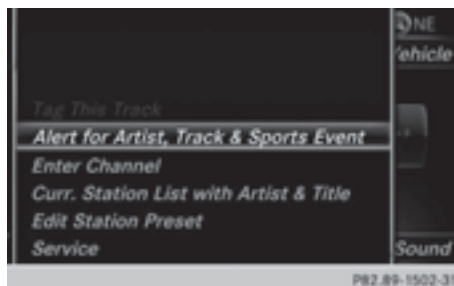 NE
Vehicle
Tag This Track
Alert for Artist, Track & Sports Event
Enter Channel
Curr. Station List with Artist & Title
Edit Station Preset
Service
Sound
P82.89-1502-31